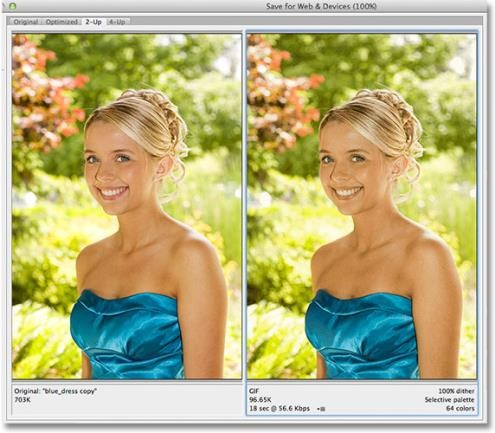 Save for Web & Devices (100%)
Original Optimized 2-Up 4-Up
Original: "blue_dress copy"
703K
GIF 100% dither
96.65K Selective palette
18 sec @ 56.6 Kbps 64 colors